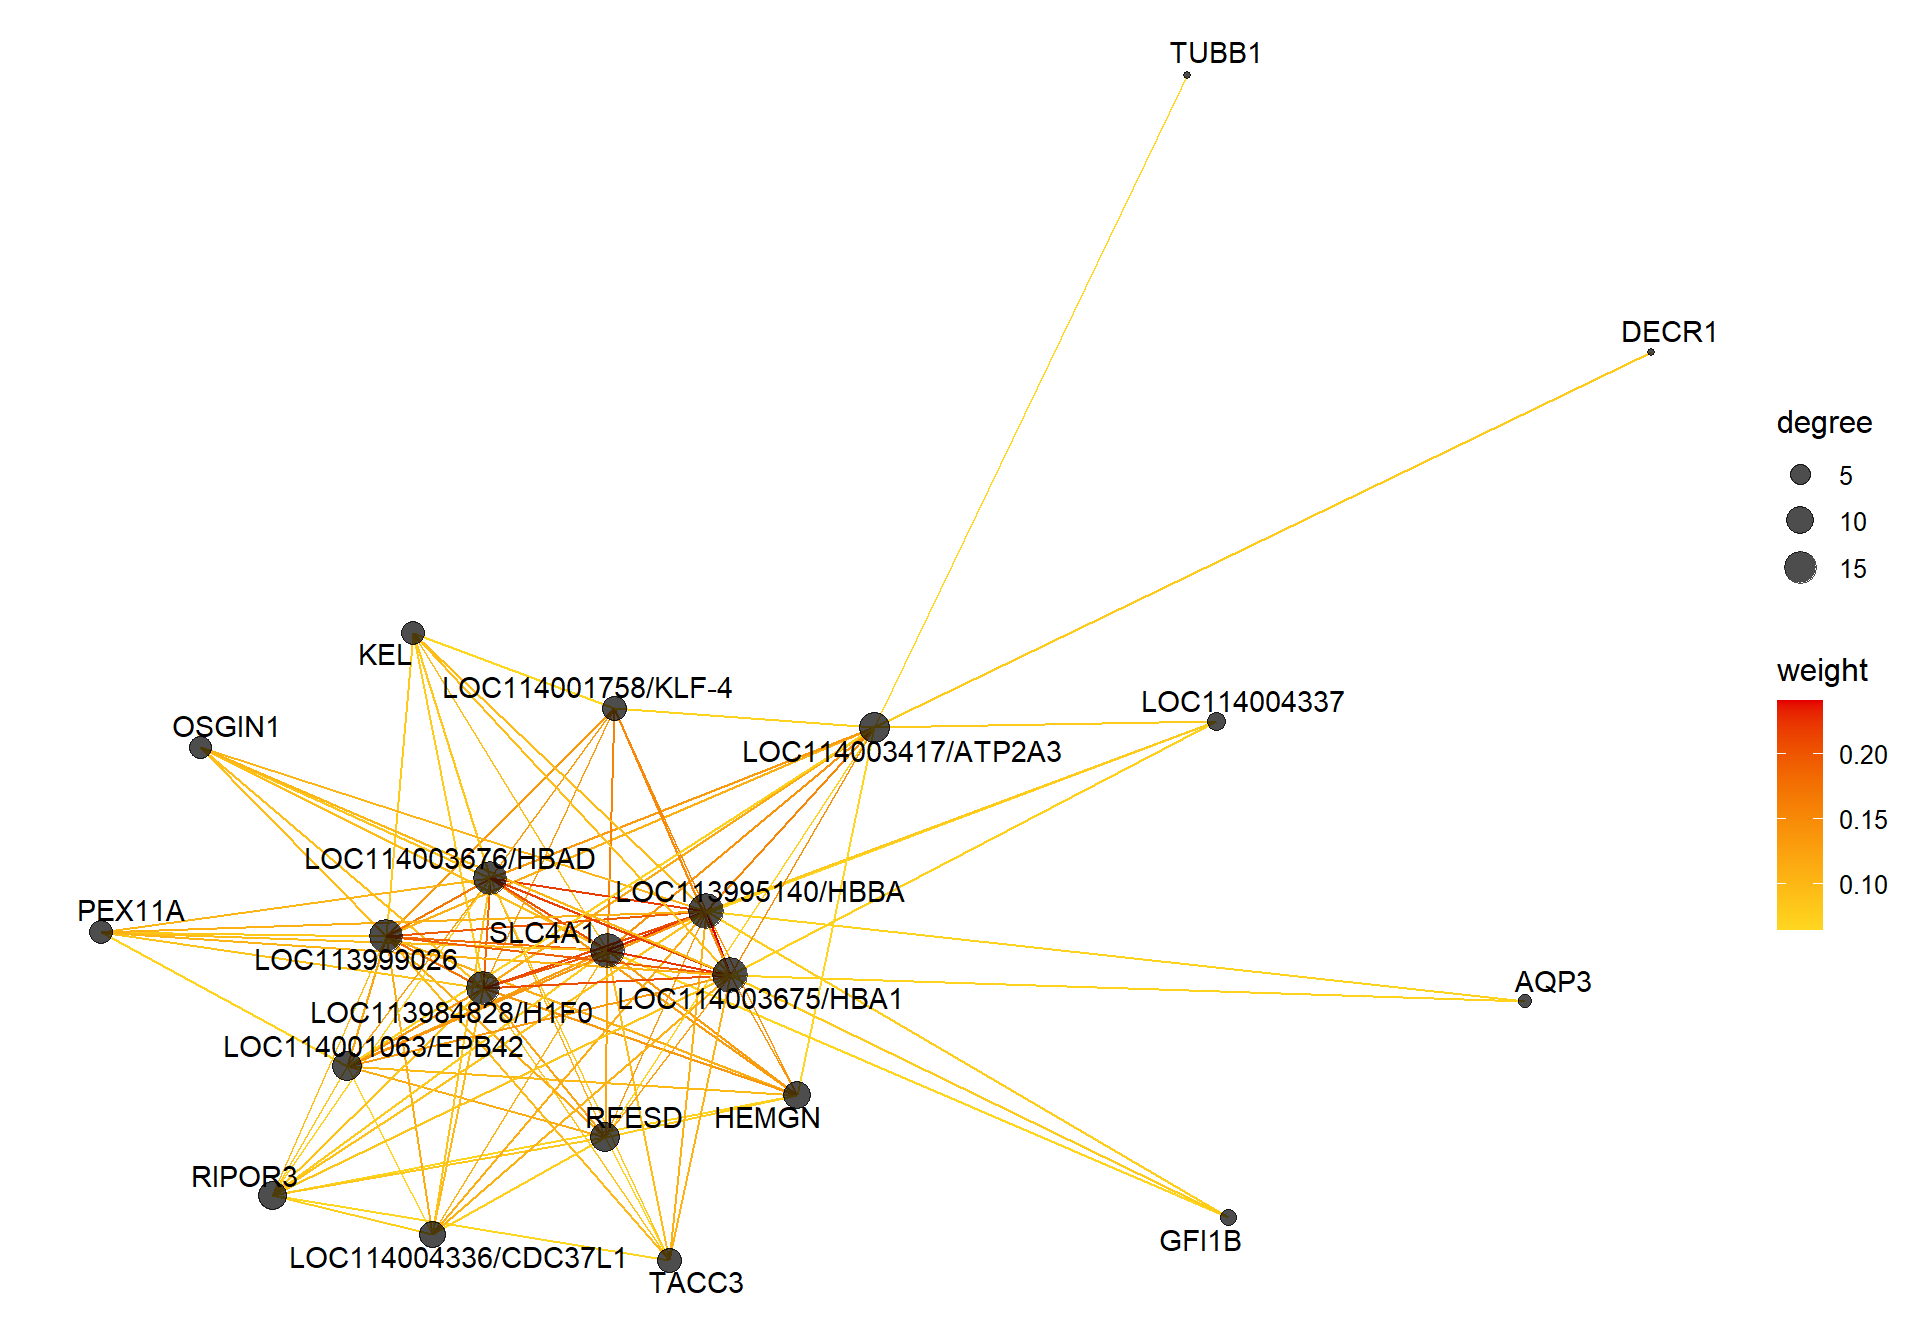 TUBB1
DECR1
degree
5
10
15
KEL
weight
LOC114001758/KLF-4
LOC114004337
OSGIN1
LOC114003417/ATP2A3
0.20
0.15
LOC114003676/HBAD
0.10
LOC113995140/HBBA
PEX11A
SLC4A1
LOC113999026
AQP3
LOC114003675/HBA1
LOC113984828/H1F0
LOC114001063/EPB42
RFESD
HEMGN
RIPOR3
GFI1B
LOC114004336/CDC37L1
TACC3